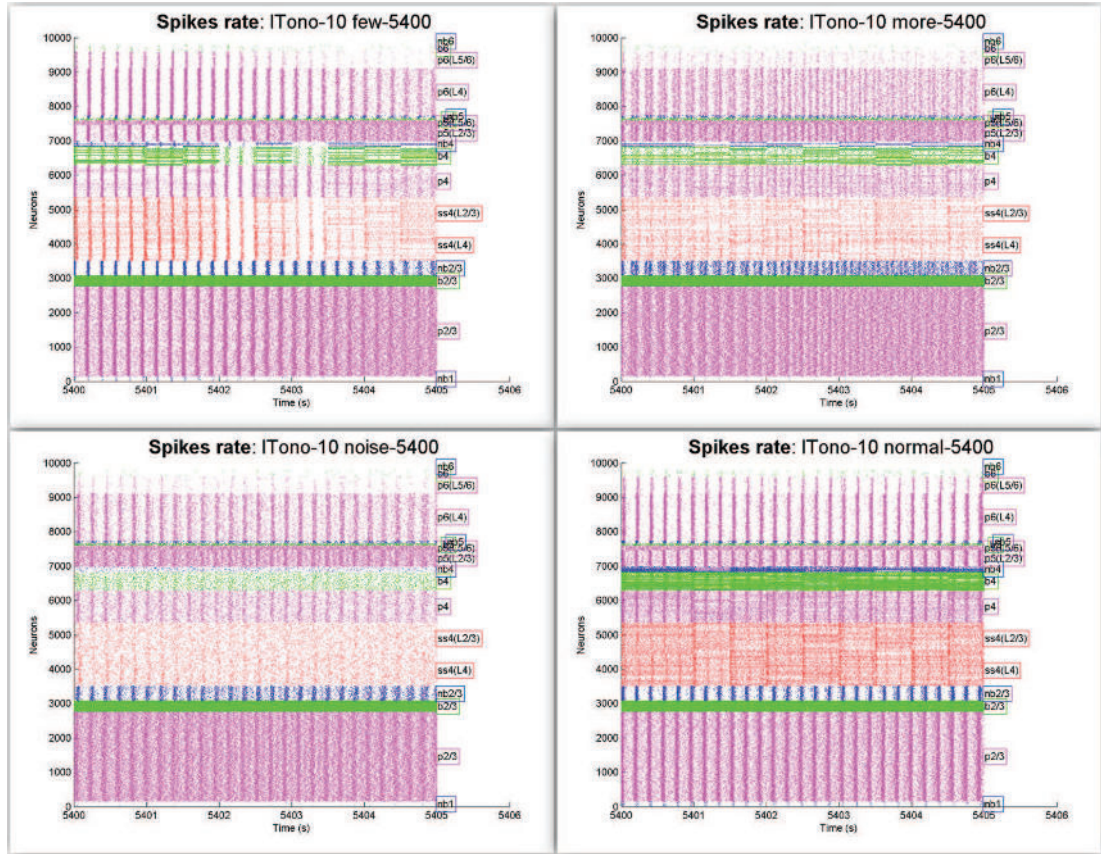 Spikes rate: ITono-10 few-5400
10000
9000
8000
7000
6000
5000
4000
3000
2000
1000
0
Neurons
5400 5401 5402 5403 5404 5405 5406
Time (s)
nb6
p6(L5/6)
p6(L4)
p5(L2/3)
nb4
b4
p4
ss4(L2/3)
ss4(L4)
nb2/3
b2/3
p2/3
nb1
Spikes rate: ITono-10 more-5400
10000
9000
8000
7000
6000
5000
4000
3000
2000
1000
0
Neurons
5400 5401 5402 5403 5404 5405 5406
Time (s)
nb6
p6(L5/6)
p6(L4)
p5(L2/3)
nb4
b4
p4
ss4(L2/3)
ss4(L4)
nb2/3
b2/3
p2/3
nb1
Spikes rate: ITono-10 noise-5400
10000
9000
8000
7000
6000
5000
4000
3000
2000
1000
0
Neurons
5400 5401 5402 5403 5404 5405 5406
Time (s)
nb6
p6(L5/6)
p6(L4)
p5(L2/3)
nb4
b4
p4
ss4(L2/3)
ss4(L4)
nb2/3
b2/3
p2/3
nb1
Spikes rate: ITono-10 normal-5400
10000
9000
8000
7000
6000
5000
4000
3000
2000
1000
0
Neurons
5400 5401 5402 5403 5404 5405 5406
Time (s)
nb6
p6(L5/6)
p6(L4)
p5(L2/3)
nb4
b4
p4
ss4(L2/3)
ss4(L4)
nb2/3
b2/3
p2/3
nb1